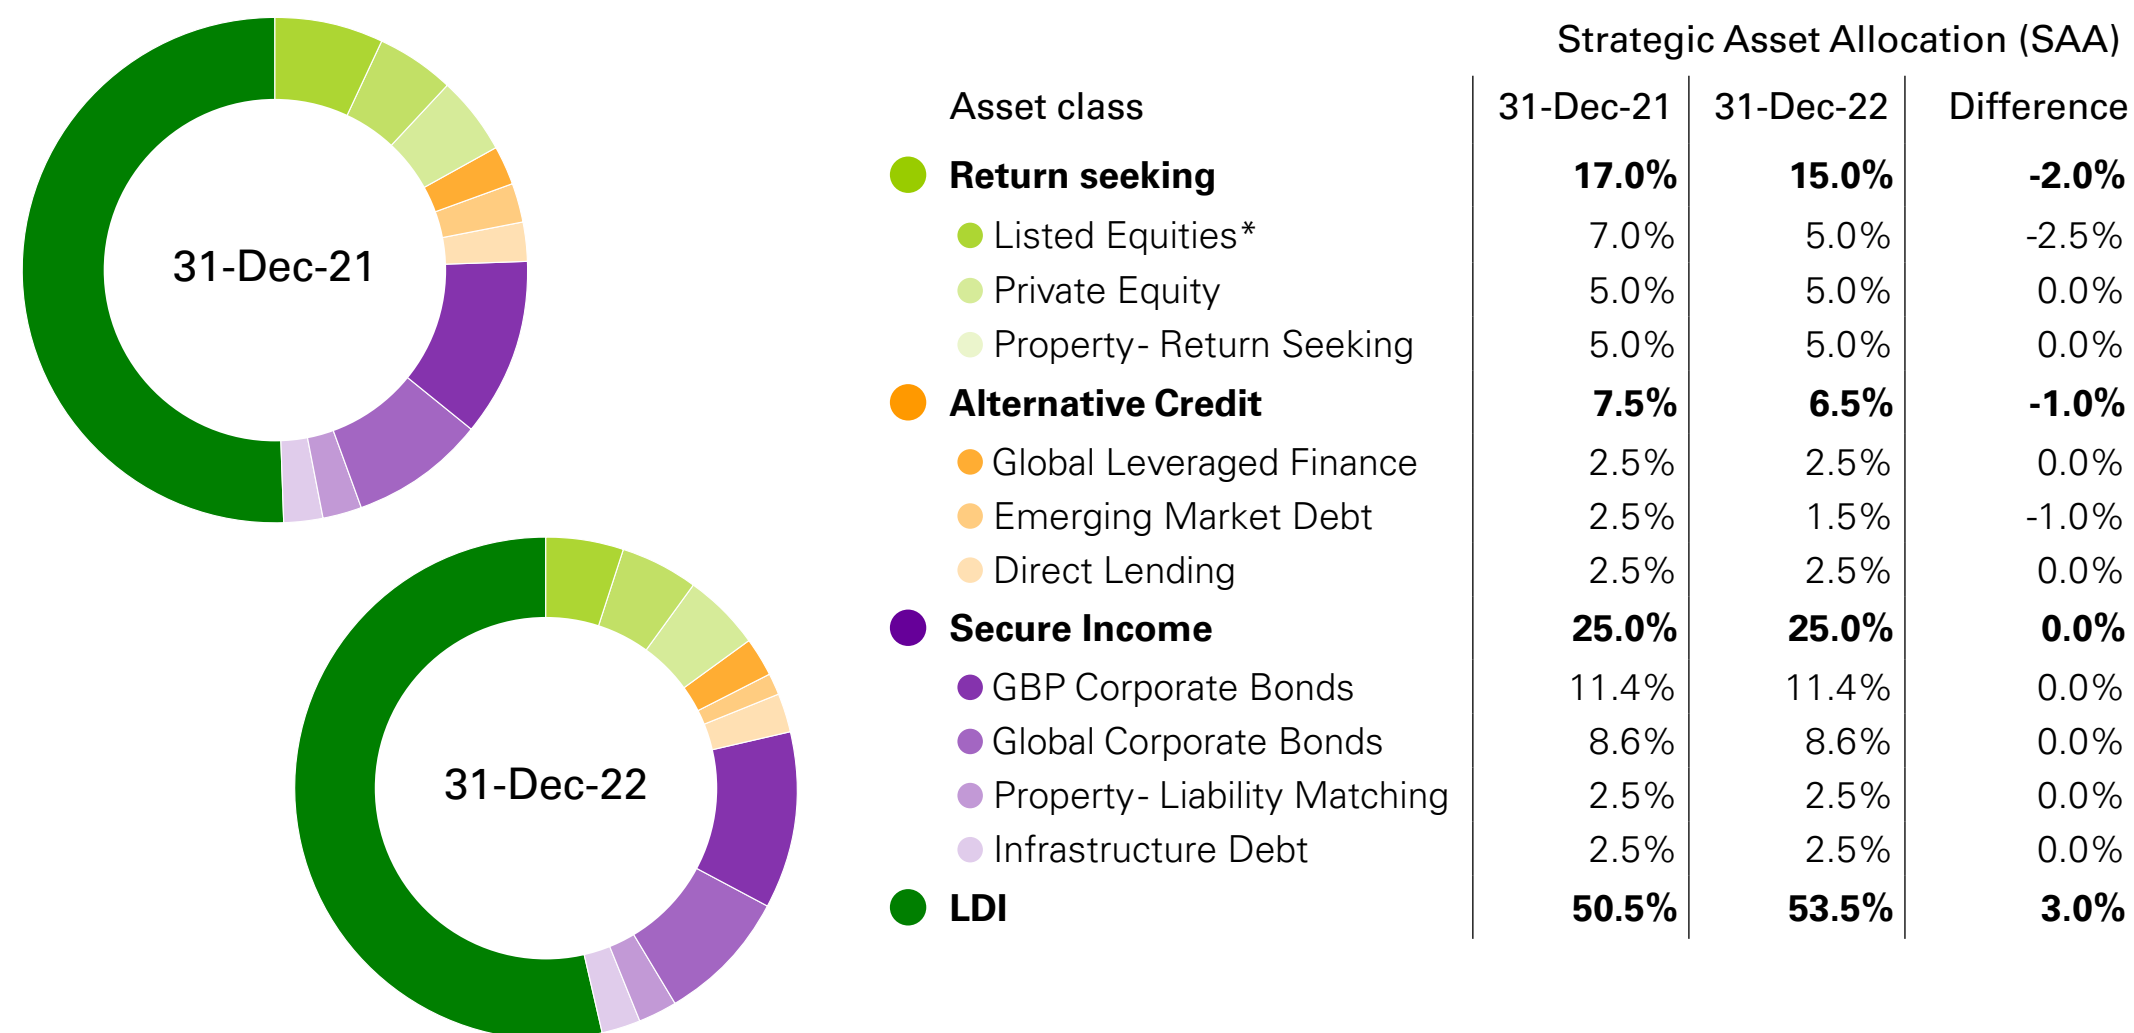 31-Dec-21
31-Dec-22
Strategic Asset Allocation (SAA)
Asset class 31-Dec-21 31-Dec-22 Difference
Return seeking 17.0% 15.0% -2.0%
Listed Equities* 7.0% 5.0% -2.5%
Private Equity 5.0% 5.0% 0.0%
Property - Return Seeking 5.0% 5.0% 0.0%
Alternative Credit 7.5% 6.5% -1.0%
Global Leveraged Finance 2.5% 2.5% 0.0%
Emerging Market Debt 2.5% 1.5% -1.0%
Direct Lending 2.5% 2.5% 0.0%
Secure Income 25.0% 25.0% 0.0%
GBP Corporate Bonds 11.4% 11.4% 0.0%
Global Corporate Bonds 8.6% 8.6% 0.0%
Property - Liability Matching 2.5% 2.5% 0.0%
Infrastructure Debt 2.5% 2.5% 0.0%
LDI 50.5% 53.5% 3.0%